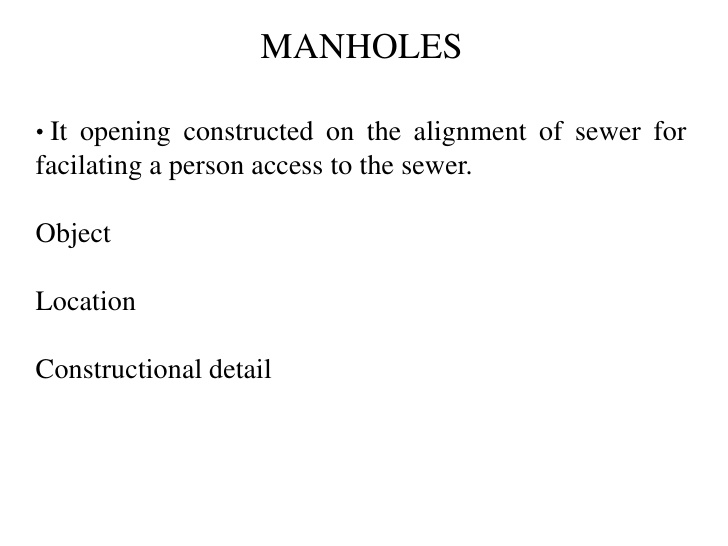 MANHOLES
• It opening constructed on the alignment of sewer for
facilating a person access to the sewer.
Object
Location
Constructional detail